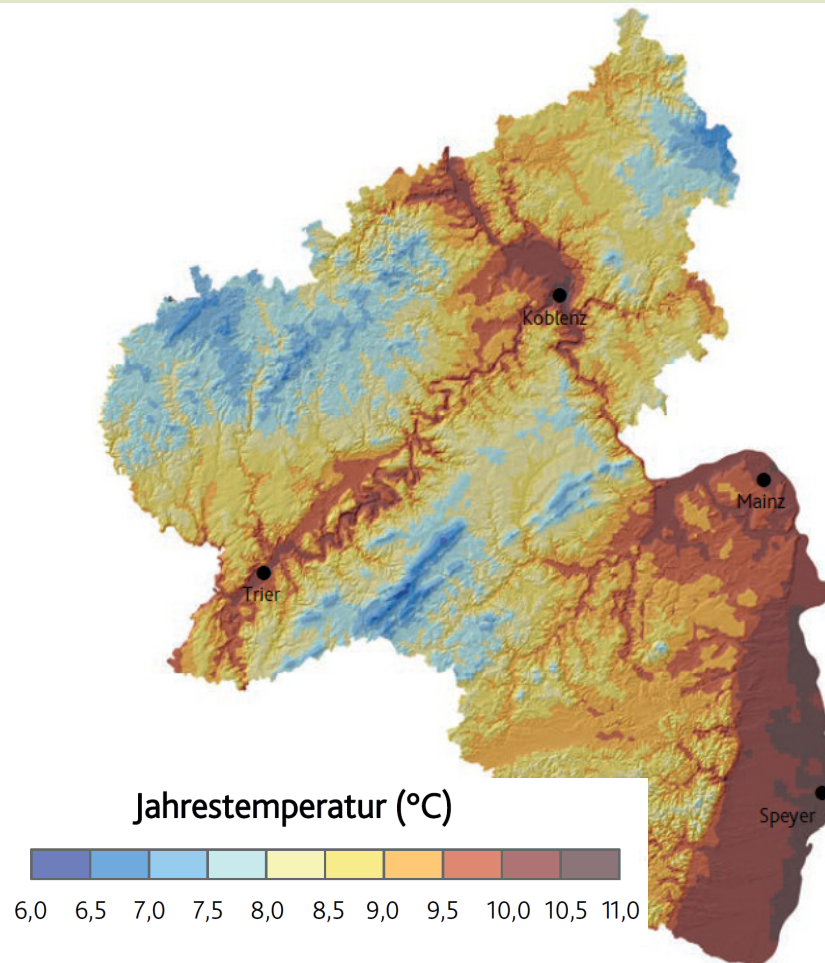 Koblenz
Mainz
Trier
Speyer
Jahrestemperatur (°C)
6,0 6,5 7,0 7,5 8,0 8,5 9,0 9,5 10,0 10,5 11,0